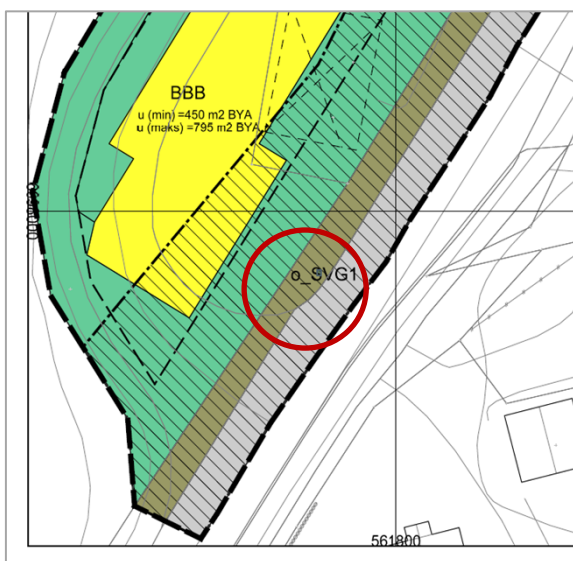 BBB
u (min) =450 m2 BYA
u (maks) =795 m2 BYA
o_SVG1
561800